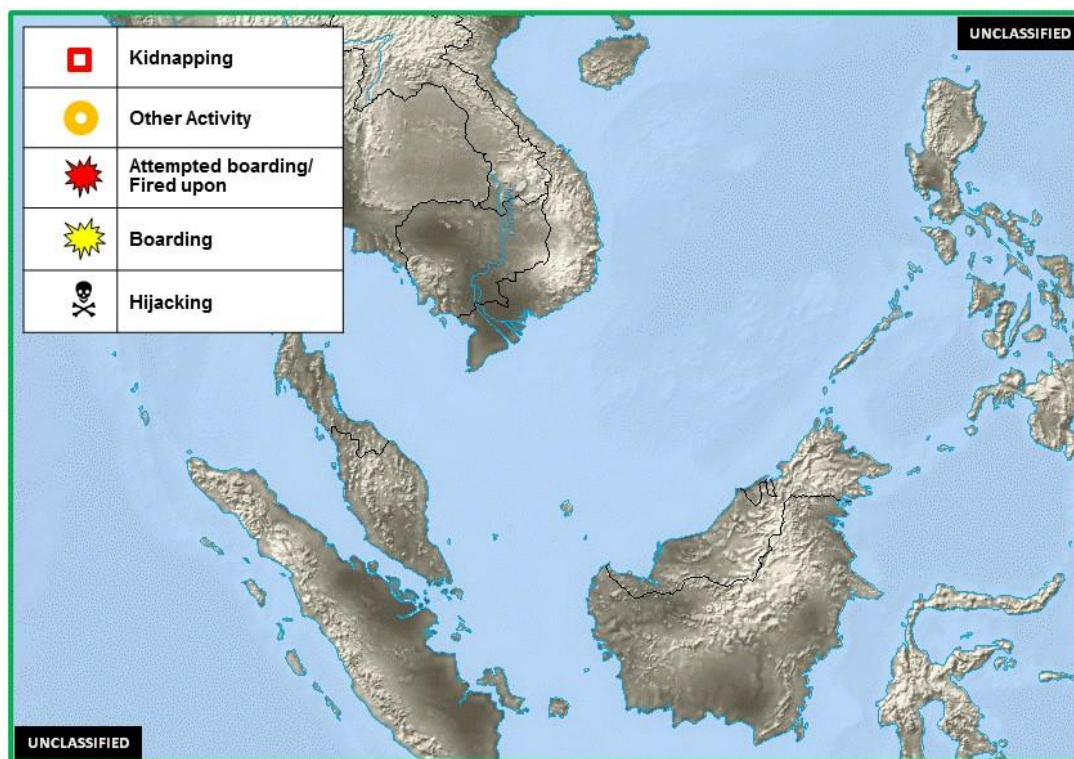 UNCLASSIFIED
Kidnapping
Other Activity
Attempted boarding/
Fired upon
Boarding
Hijacking
UNCLASSIFIED